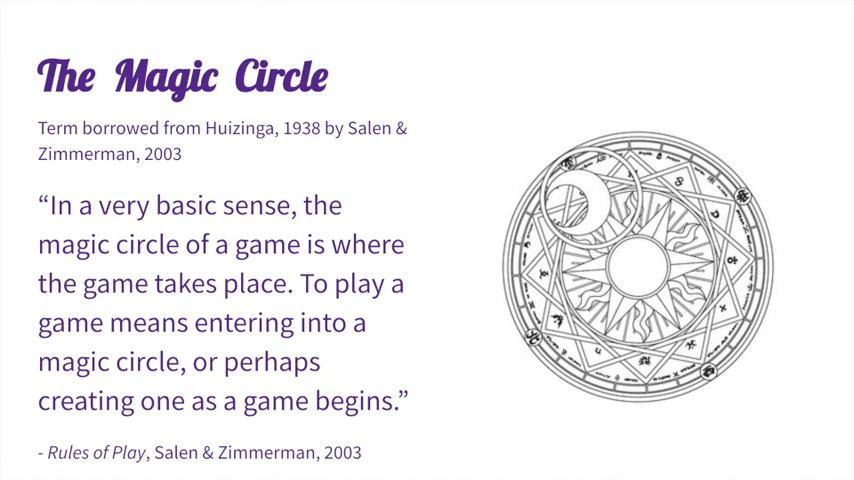 The Magic Circle
Term borrowed from Huizinga, 1938 by Salen &
Zimmerman, 2003
“In a very basic sense, the
magic circle of a game is where
the game takes place. To play a
game means entering into a
magic circle, or perhaps
creating one as a game begins.”
- Rules of Play, Salen & Zimmerman, 2003